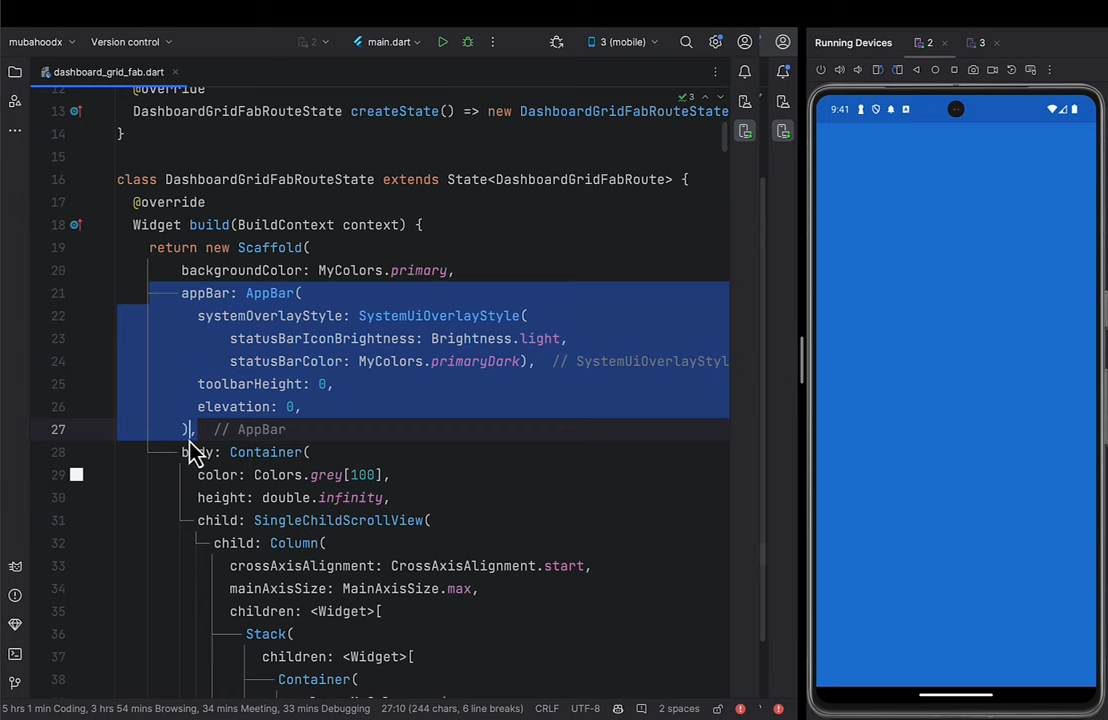 mubahoodx
Version control
2
main.dart
3 (mobile)
Running Devices
2
3
dashboard_grid_fab.dart
12
@override
3
13
DashboardGridFabRouteState createState() => new DashboardGridFabRouteState
14
}
15
16
class DashboardGridFabRouteState extends State<DashboardGridFabRoute> {
17
@override
18
Widget build(BuildContext context) {
19
return new Scaffold(
20
backgroundColor: MyColors.primary,
21
appBar: AppBar(
22
systemOverlayStyle: SystemUiOverlayStyle(
23
statusBarIconBrightness: Brightness.light,
24
statusBarColor: MyColors.primaryDark), // SystemUiOverlayStyl
25
toolbarHeight: 0,
26
elevation: 0,
27
), // AppBar
28
body: Container(
29
color: Colors.grey[100],
30
height: double.infinity,
31
child: SingleChildScrollView(
32
child: Column(
33
crossAxisAlignment: CrossAxisAlignment.start,
34
mainAxisSize: MainAxisSize.max,
35
children: <Widget>[
36
Stack(
37
children: <Widget>[
38
Container(
9:41
5 hrs 1 min Coding, 3 hrs 54 mins Browsing, 44 mins Meeting, 33 mins Debugging
27:10 (244 chars, 6 line breaks)
CRLF
UTF-8
2 spaces